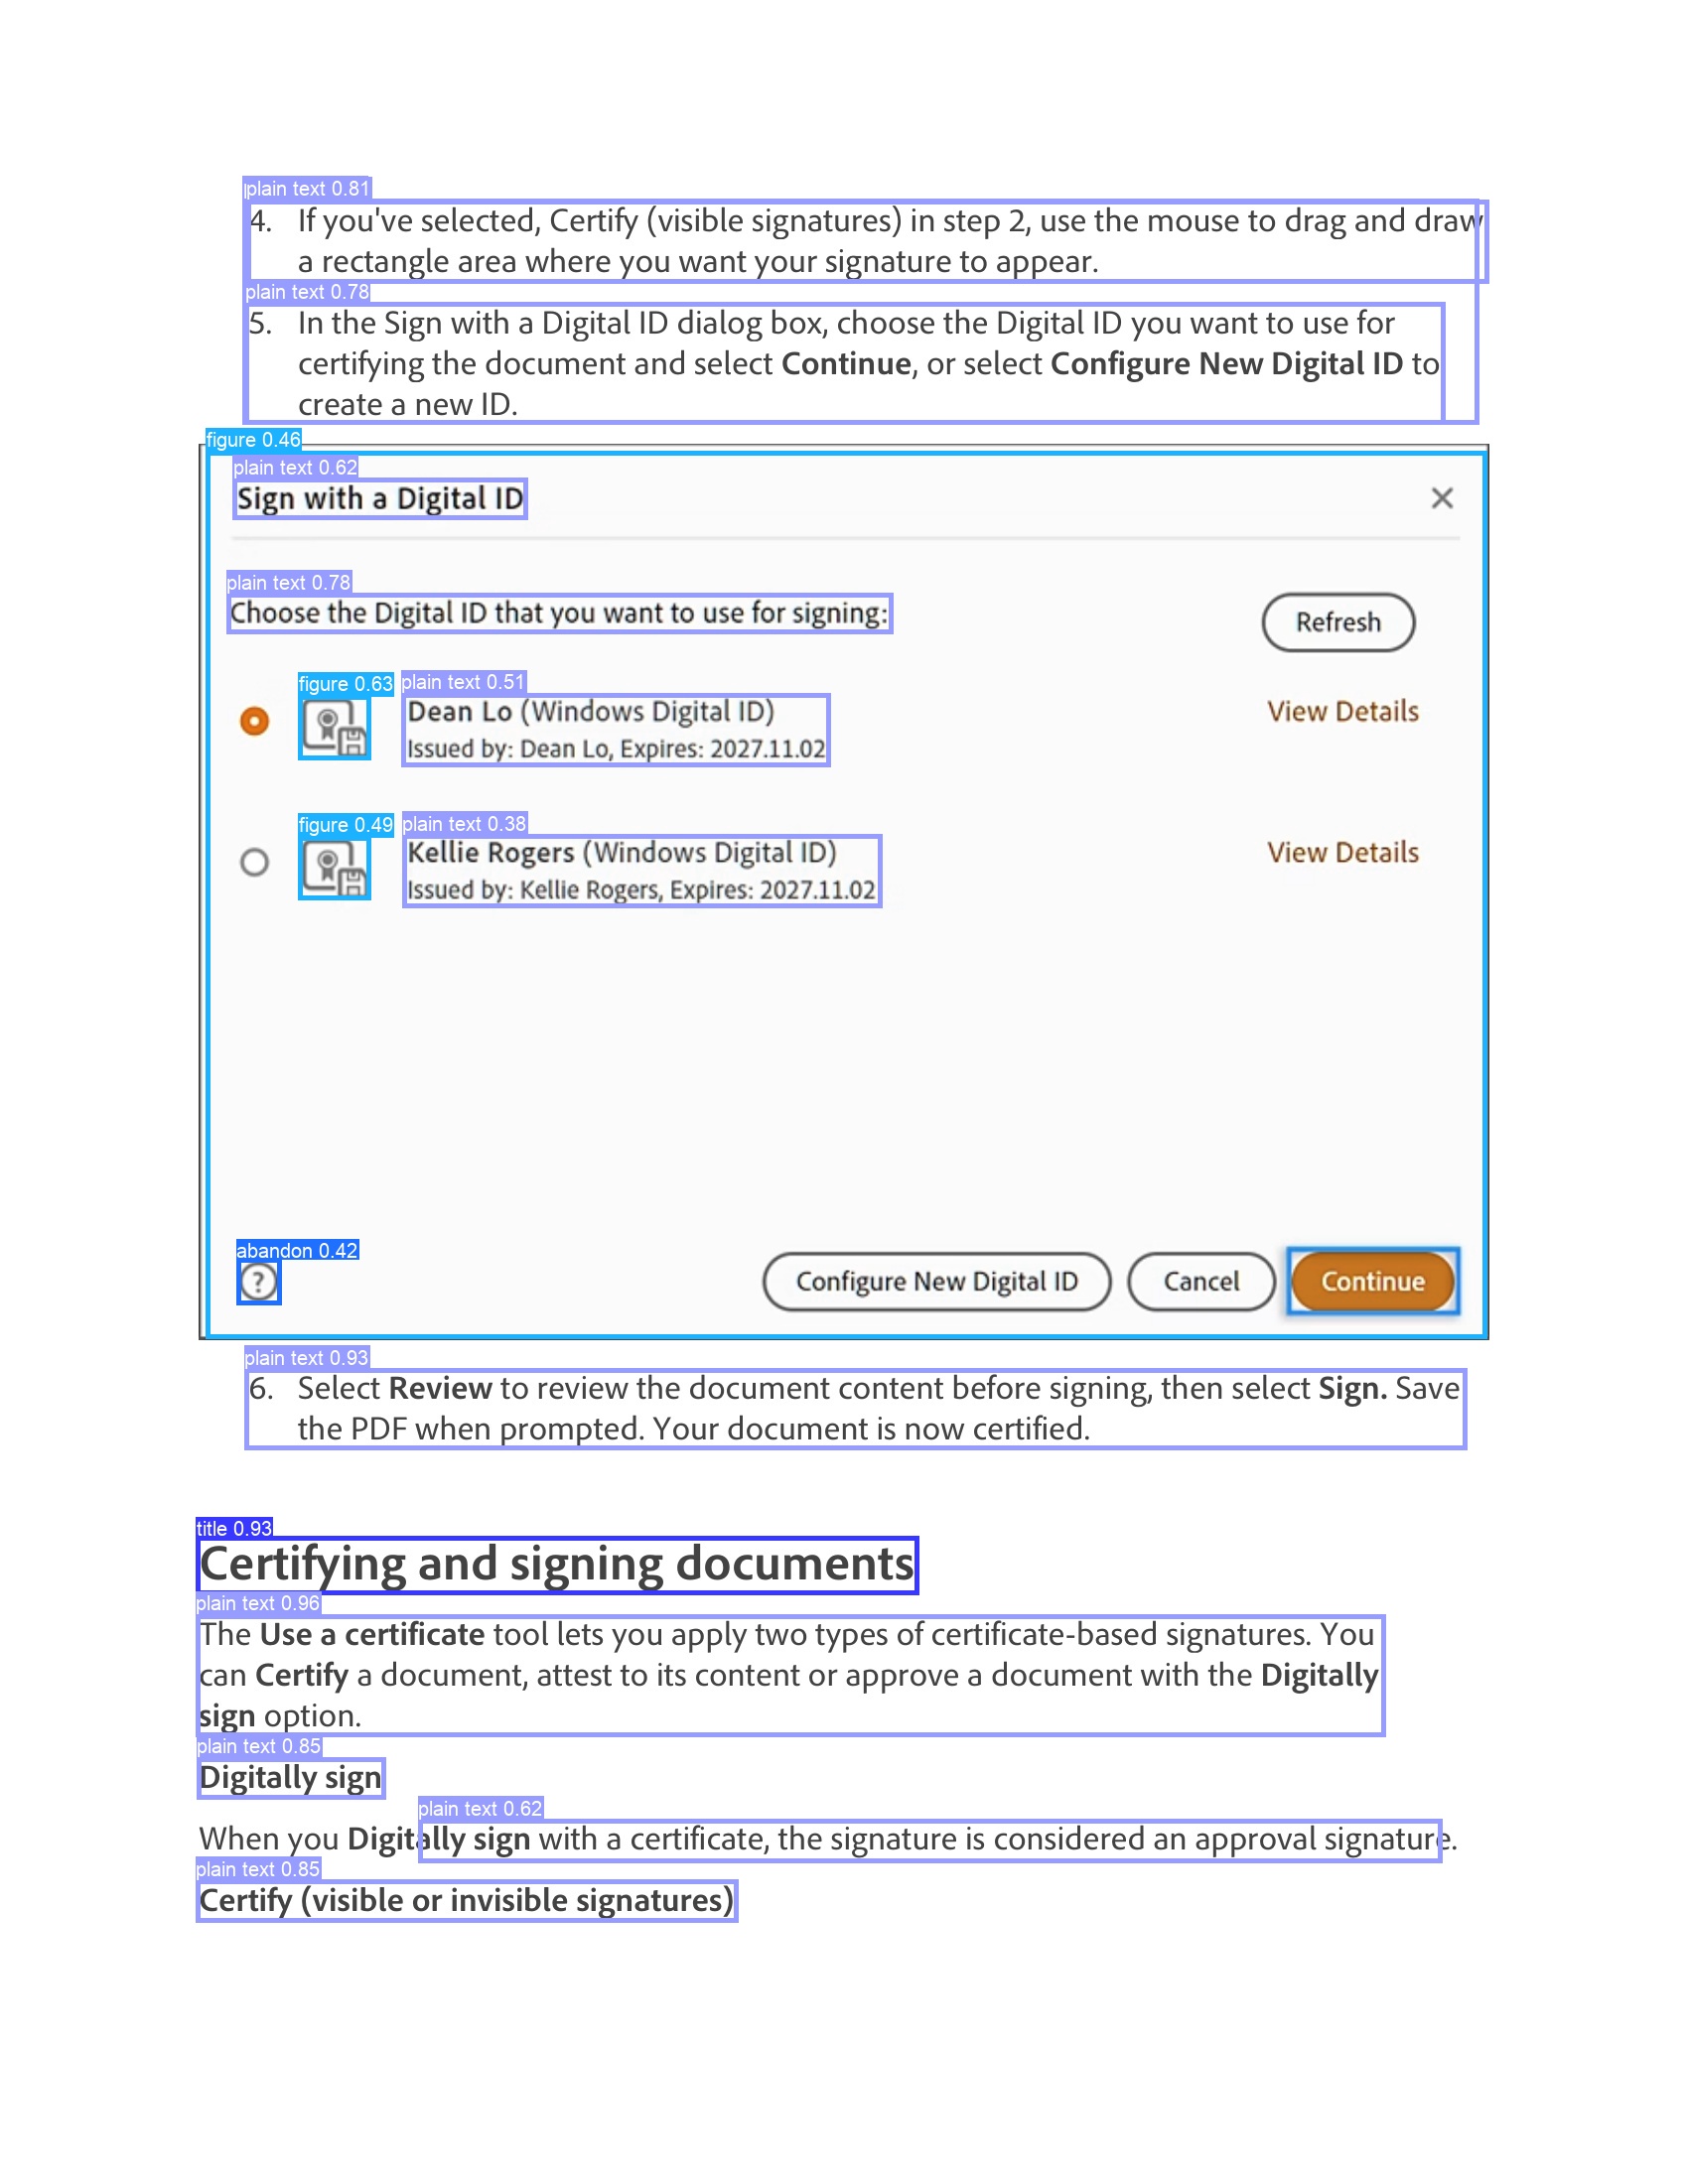 plain text 0.81
4. If you've selected, Certify (visible signatures) in step 2, use the mouse to drag and draw
a rectangle area where you want your signature to appear.
plain text 0.78
5. In the Sign with a Digital ID dialog box, choose the Digital ID you want to use for
certifying the document and select Continue, or select Configure New Digital ID to
create a new ID.
figure 0.46
plain text 0.62
Sign with a Digital ID
plain text 0.78
Choose the Digital ID that you want to use for signing:
Refresh
figure 0.63 plain text 0.51
Dean Lo (Windows Digital ID) View Details
Issued by: Dean Lo, Expires: 2027.11.02
figure 0.49 plain text 0.38
Kellie Rogers (Windows Digital ID) View Details
Issued by: Kellie Rogers, Expires: 2027.11.02
abandon 0.42
? Configure New Digital ID Cancel Continue
plain text 0.93
6. Select Review to review the document content before signing, then select Sign. Save
the PDF when prompted. Your document is now certified.
title 0.93
Certifying and signing documents
plain text 0.96
The Use a certificate tool lets you apply two types of certificate-based signatures. You
can Certify a document, attest to its content or approve a document with the Digitally
sign option.
plain text 0.85
Digitally sign
plain text 0.62
When you Digitally sign with a certificate, the signature is considered an approval signature.
plain text 0.85
Certify (visible or invisible signatures)